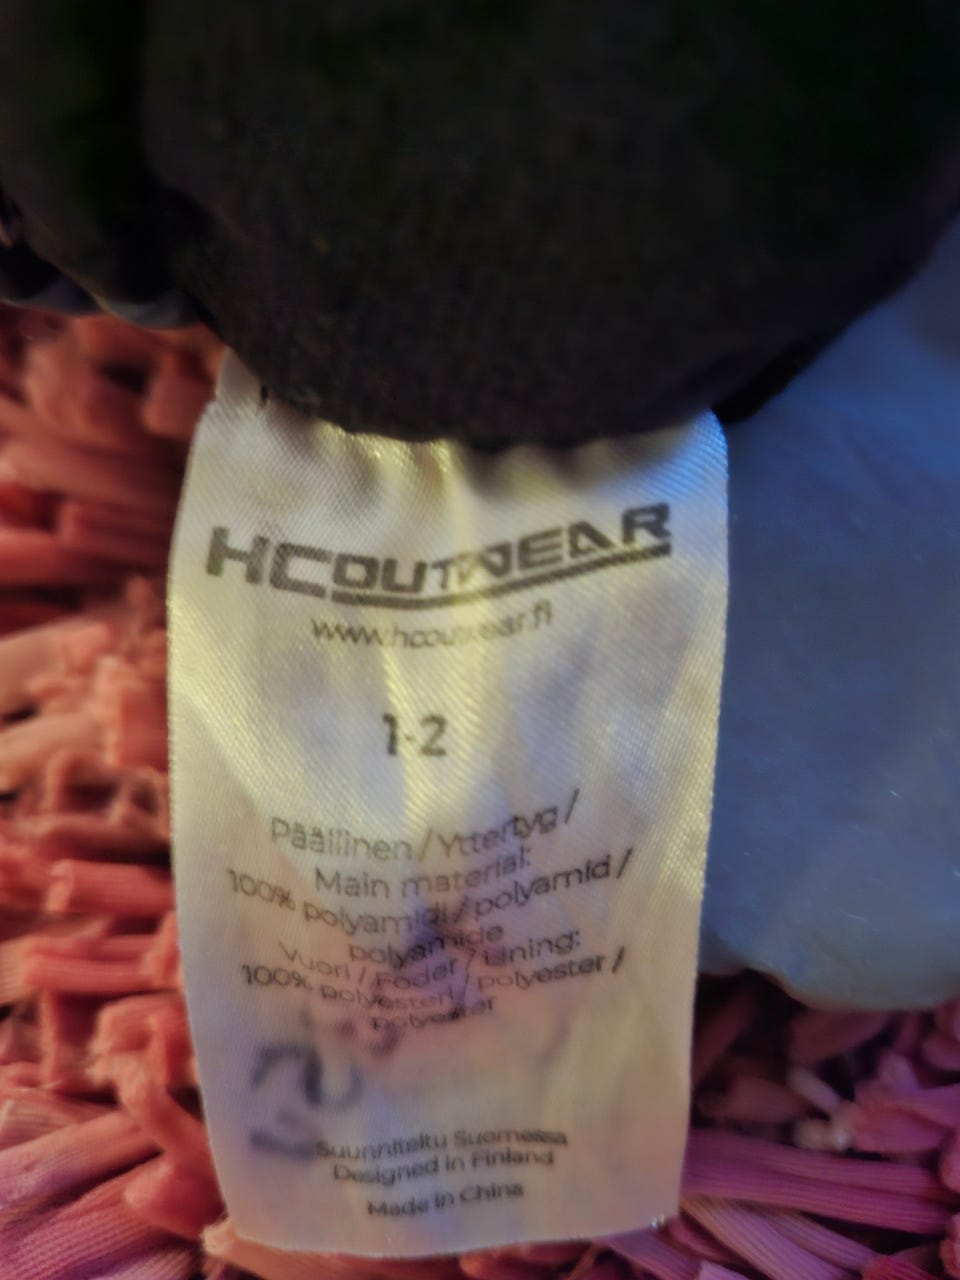 HCOUTWEAR
www.hcoutwear.fi
1-2
Päällinen / Yttertyg /
Main material:
100% polyamidi / polyamid /
polyamide
Vuori / Foder / Lining:
100% polyesteri / polyester /
polyester
Suunniteltu Suomessa
Designed in Finland
Made in China